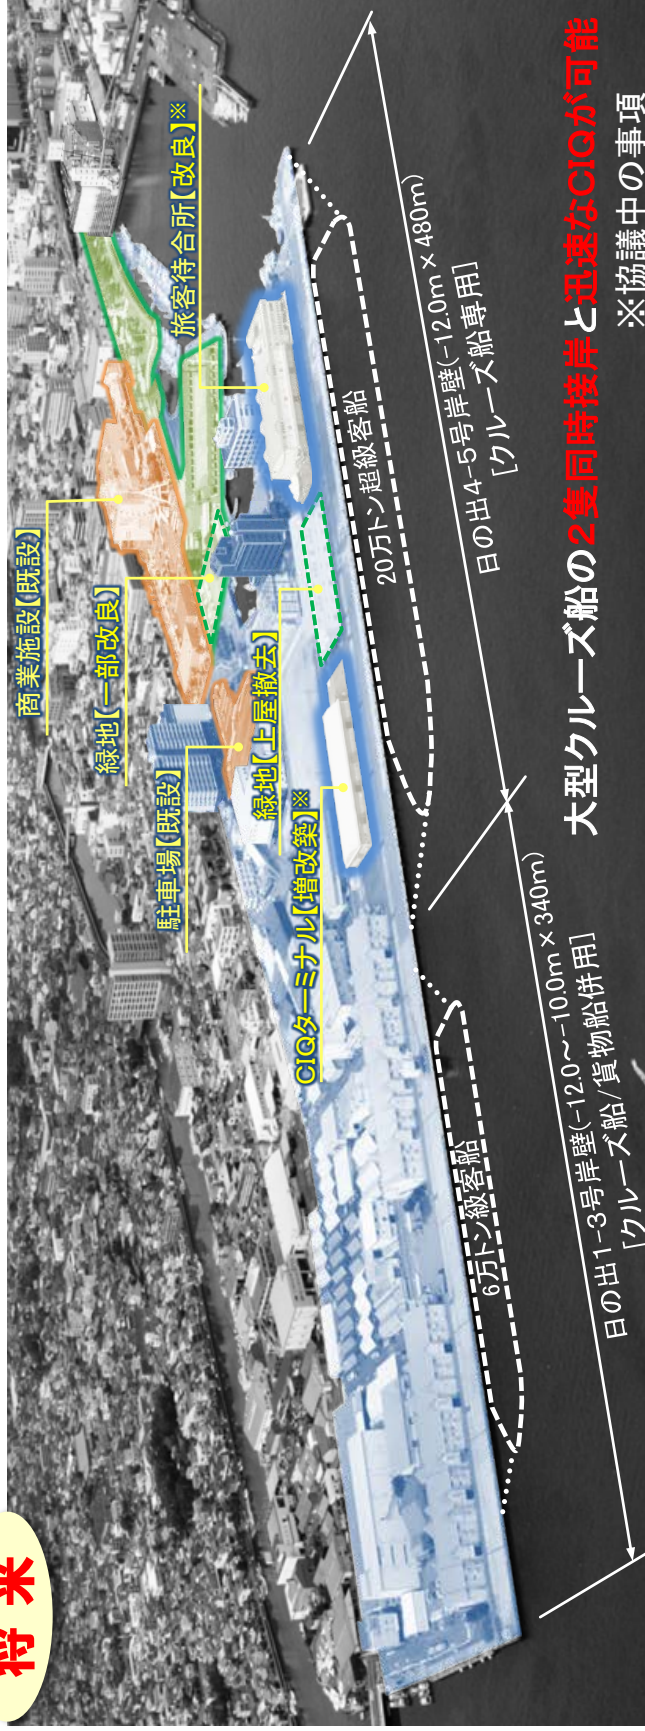 将来
商業施設【既設】
緑地【一部改良】
旅客待合所【改良】※
駐車場【既設】
緑地【上屋撤去】
CIQターミナル【増改築】※
20万トン超級客船
6万トン級客船
日の出4-5号岸壁(-12.0m×480m)
[クルーズ船専用]
日の出1-3号岸壁(-12.0~-10.0m×340m)
[クルーズ船/貨物船併用]
大型クルーズ船の2隻同時接岸と迅速なCIQが可能
※協議中の事項